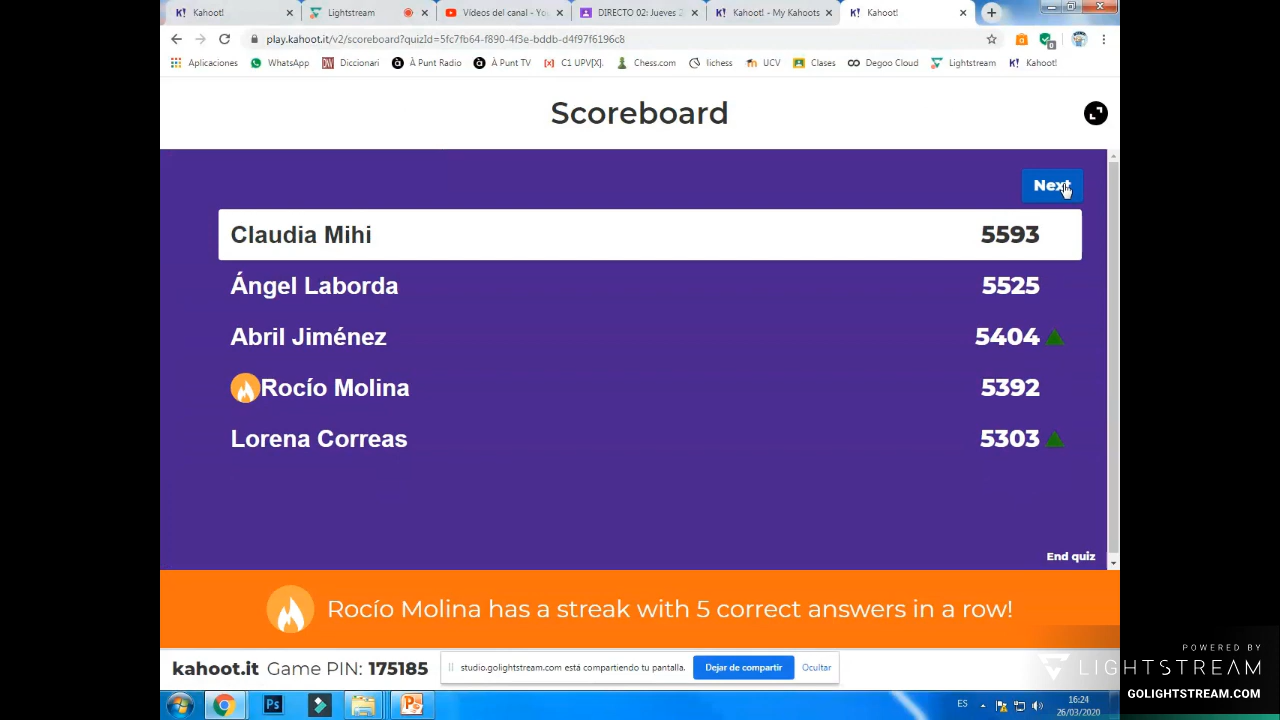 Kahoot!
Lightstream
Vídeos del canal - Yo
DIRECTO 02: Jueves 2
Kahoot! - My Kahoot
Kahoot!
play.kahoot.it/v2/scoreboard?quizId=5fc7fb64-f890-4f3e-bddb-d4f97f6196c8
Aplicaciones WhatsApp Diccionari À Punt Radio À Punt TV C1 UPV[X]. Chess.com lichess UCV Clases Degoo Cloud Lightstream Kahoot!
Scoreboard
Next
Claudia Mihi 5593
Ángel Laborda 5525
Abril Jiménez 5404
Rocío Molina 5392
Lorena Correas 5303
End quiz
Rocío Molina has a streak with 5 correct answers in a row!
kahoot.it Game PIN: 175185
studio.golightstream.com está compartiendo tu pantalla. Dejar de compartir Ocultar
POWERED BY
LIGHTSTREAM
GOLIGHTSTREAM.COM
ES 16:24
26/03/2020